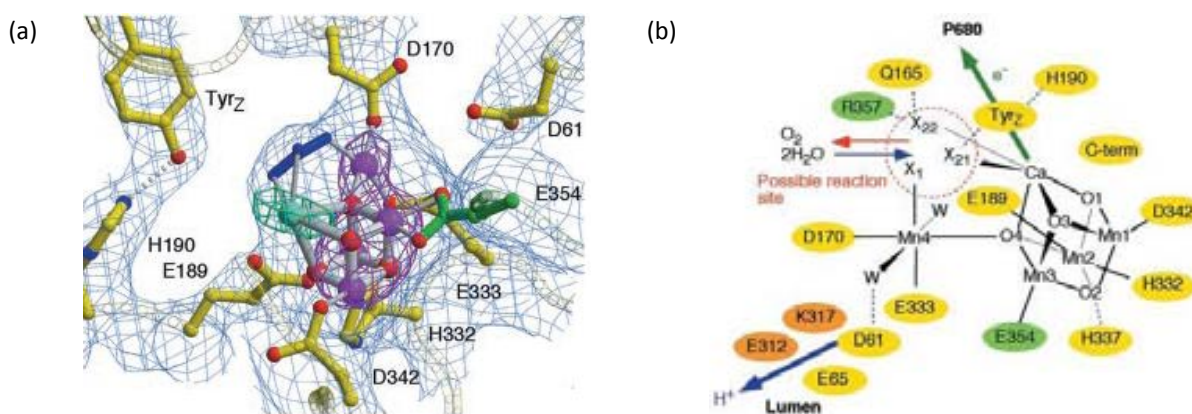 (a)
D170
TyrZ
D61
E354
H190
E189
E333
H332
D342
(b)
P680
Q165
e-
H190
R357
TyrZ
X22
O2
2H2O
X21
C-term
X1
Ca
Possible reaction
site
W
E189
O1
O3
D342
D170
Mn4
O4
Mn2
Mn1
W
Mn3
O2
H332
E333
K317
E312
D61
E354
H337
E65
H+
Lumen